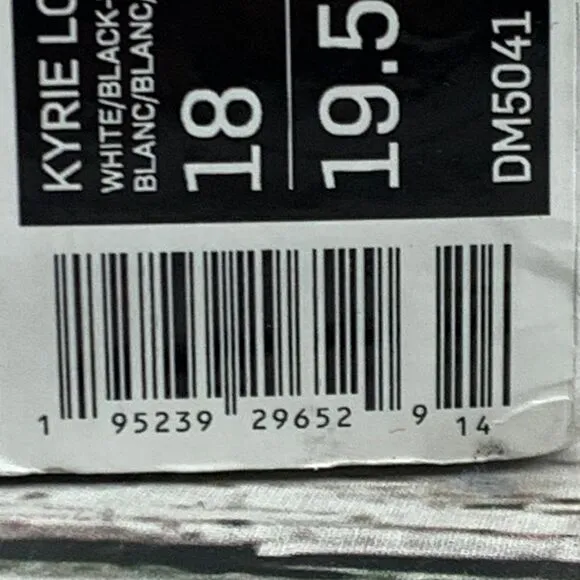 KYRIE LO
WHITE/BLACK-
BLANC/BLANC/
18
19.5
DM5041
1 95239 29652 9 14